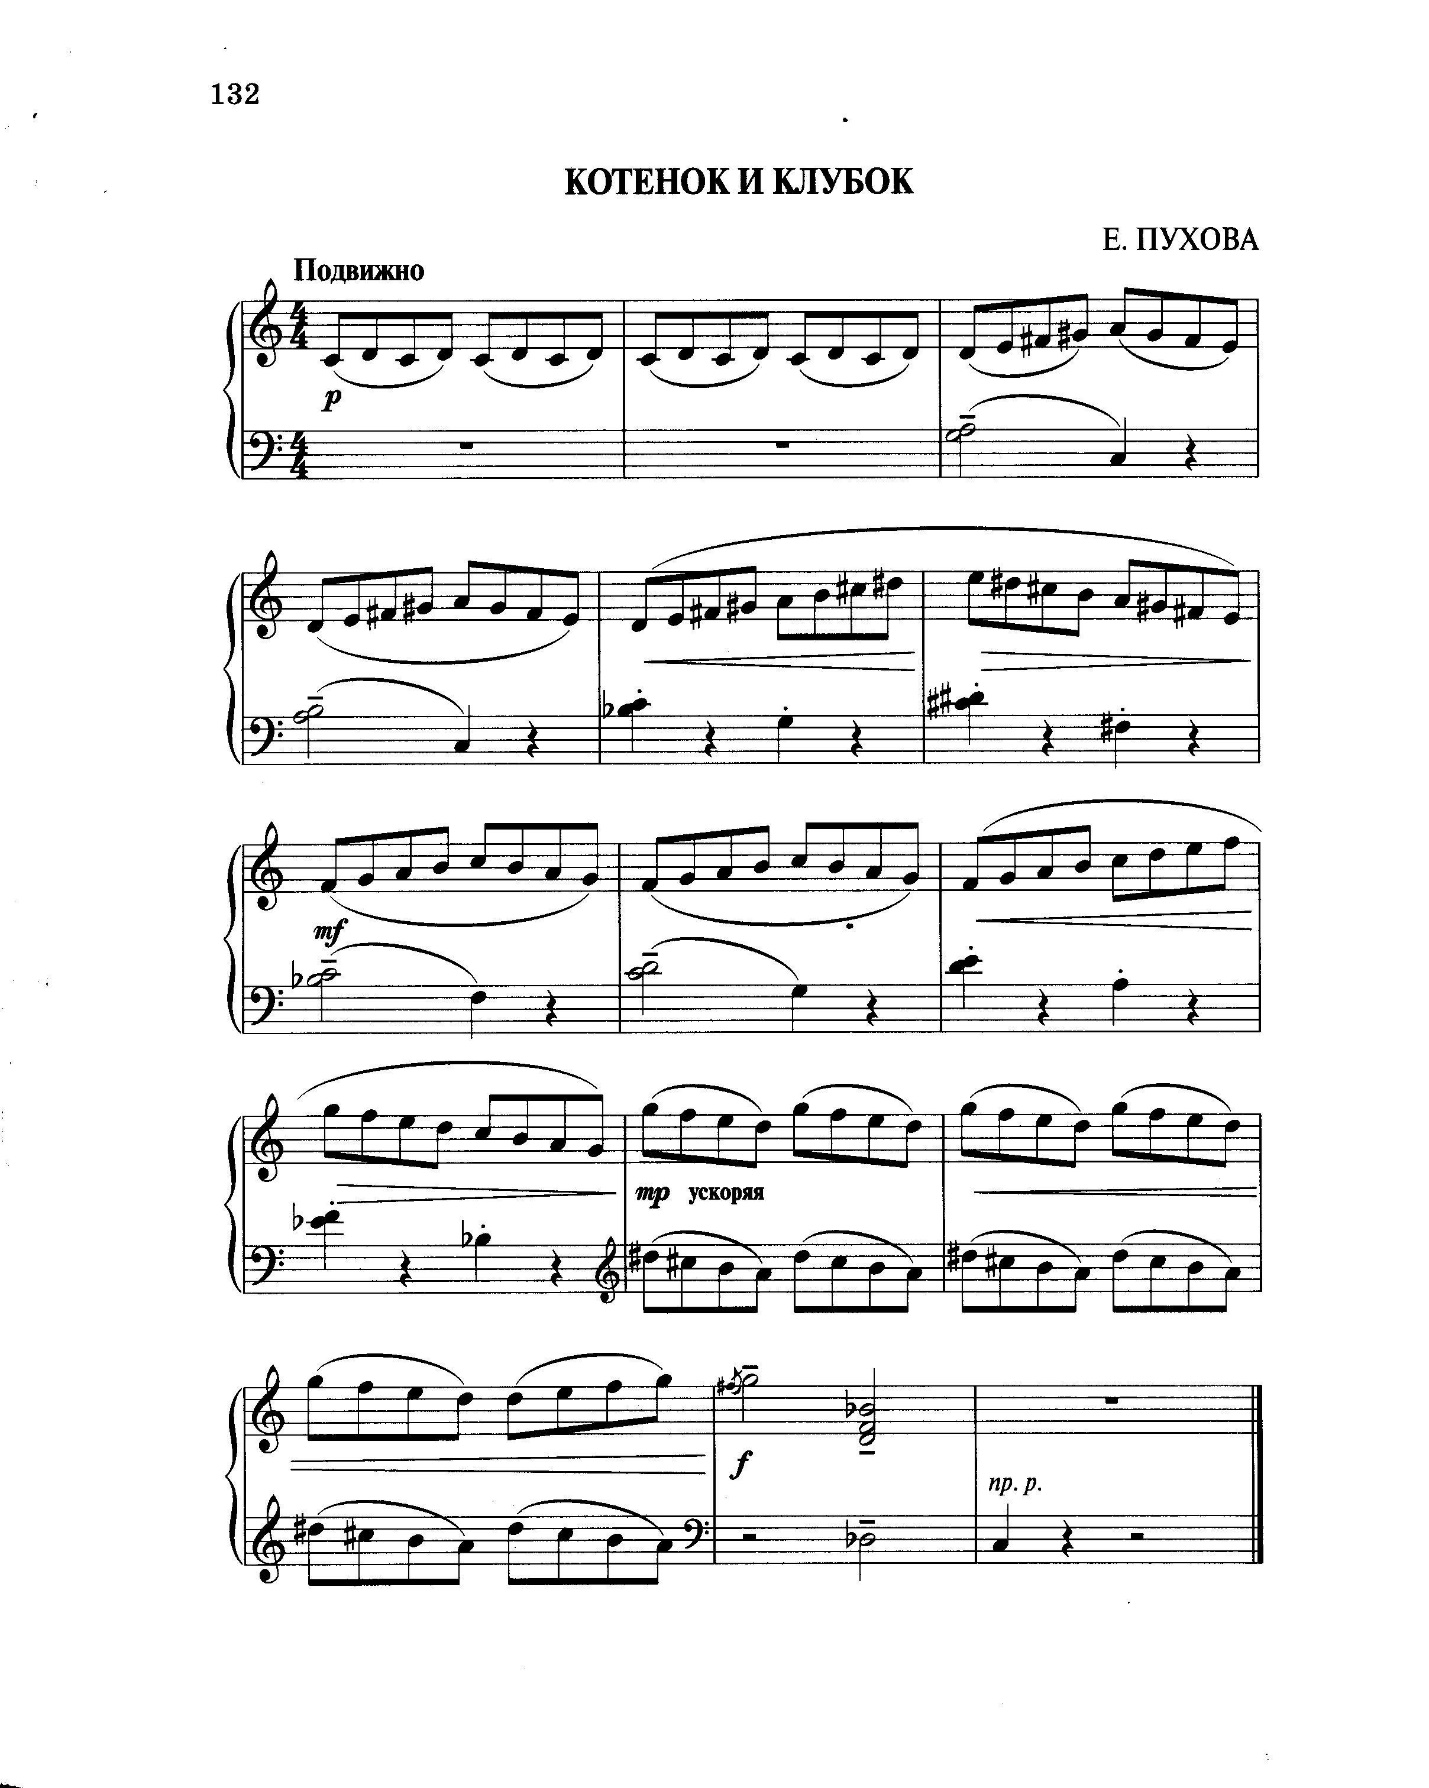 132
КОТЕНОК И КЛУБОК
Е. ПУХОВА
Подвижно
p
mf
mp ускоряя
f
пр. р.